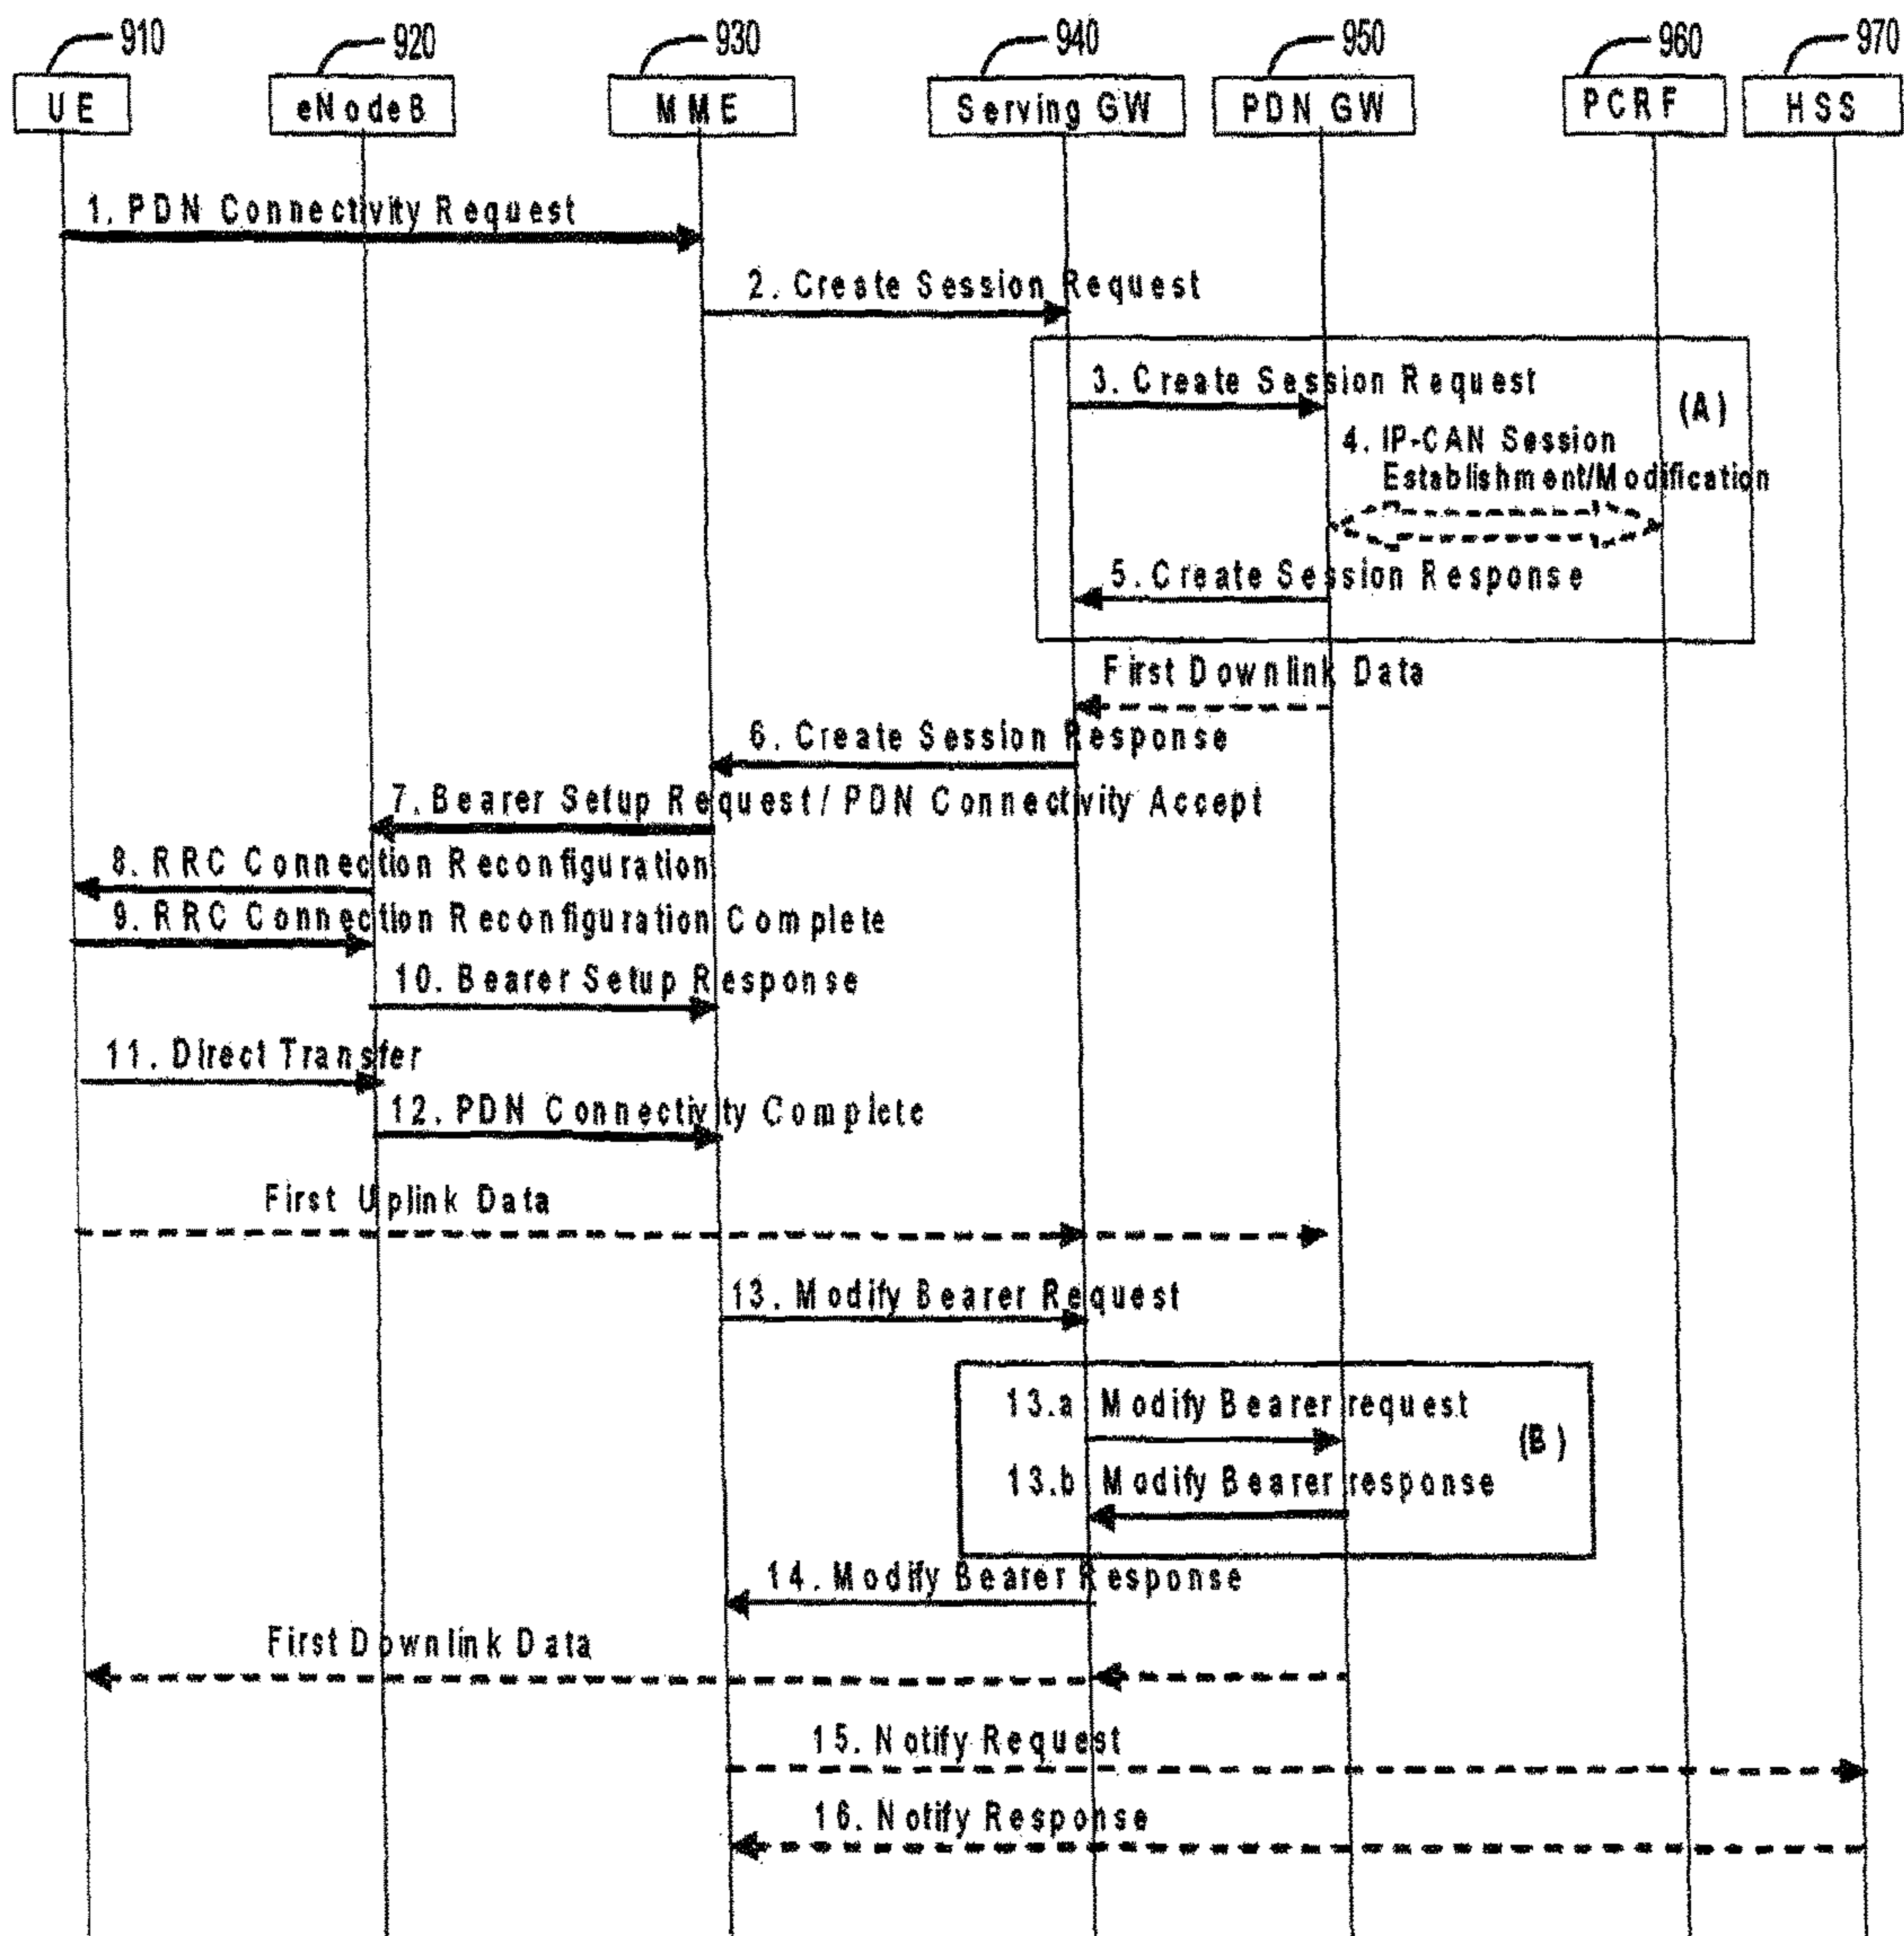 910
920
930
940
950
960
970
UE
eNodeB
MME
Serving GW
PDN GW
PCRF
HSS
1. PDN Connectivity Request
2. Create Session Request
3. Create Session Request
(A)
4. IP-CAN Session
Establishment/Modification
5. Create Session Response
First Downlink Data
6. Create Session Response
7. Bearer Setup Request / PDN Connectivity Accept
8. RRC Connection Reconfiguration
9. RRC Connection Reconfiguration Complete
10. Bearer Setup Response
11. Direct Transfer
12. PDN Connectivity Complete
First Uplink Data
13. Modify Bearer Request
13.a Modify Bearer request
(B)
13.b Modify Bearer response
14. Modify Bearer Response
First Downlink Data
15. Notify Request
16. Notify Response